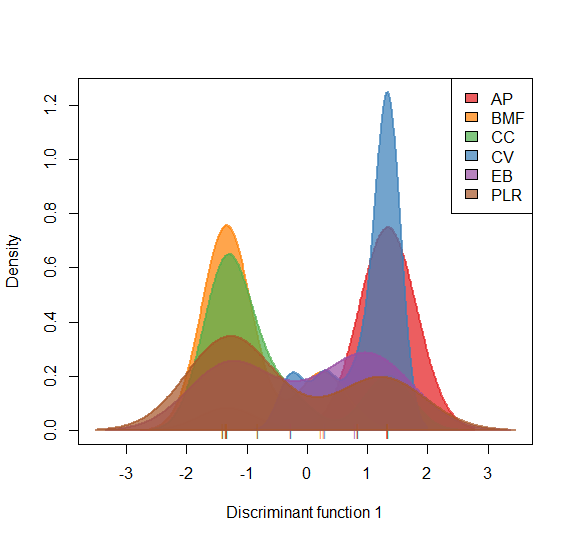 AP
BMF
CC
CV
EB
PLR
1.2
1.0
0.8
0.6
0.4
0.2
0.0
Density
-3 -2 -1 0 1 2 3
Discriminant function 1